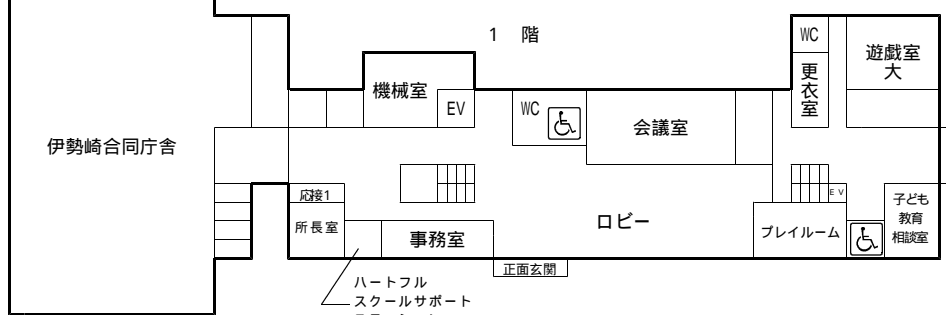 1 階
WC
遊戯室
大
更衣室
機械室
EV
WC
会議室
伊勢崎合同庁舎
応接1
EV
所長室
事務室
ロビー
プレイルーム
子ども
教育
相談室
正面玄関
ハートフル
スクールサポート